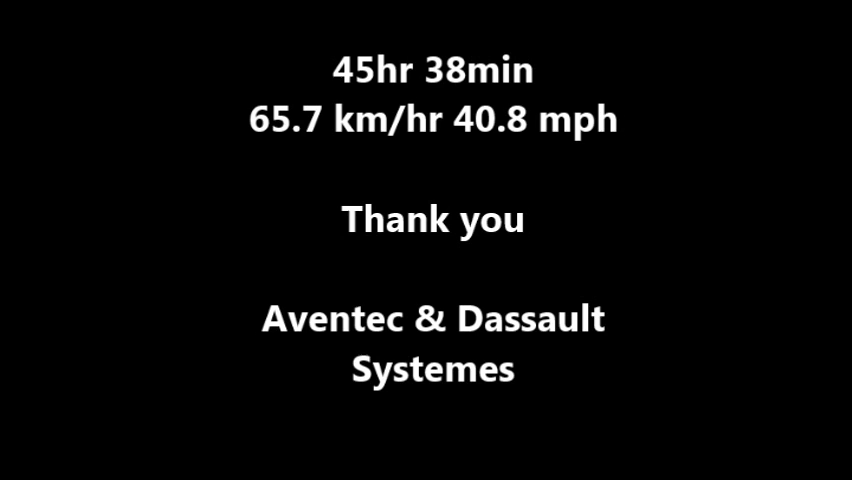 45hr 38min
65.7 km/hr 40.8 mph
Thank you
Aventec & Dassault
Systemes